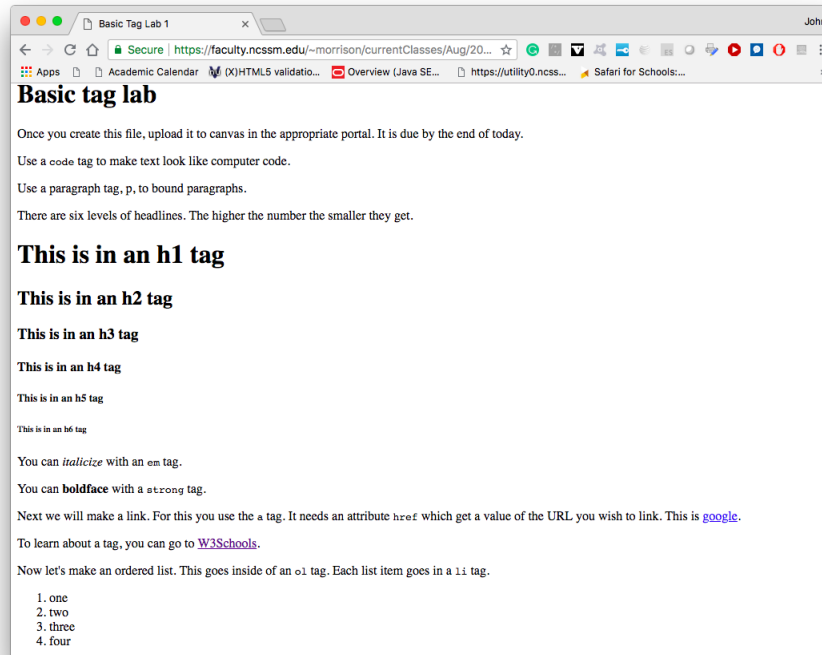 Basic Tag Lab 1
John
Secure | https://faculty.ncssm.edu/~morrison/currentClasses/Aug/20...
Apps Academic Calendar (X)HTML5 validatio... Overview (Java SE... https://utility0.ncss... Safari for Schools:...
Basic tag lab
Once you create this file, upload it to canvas in the appropriate portal. It is due by the end of today.
Use a code tag to make text look like computer code.
Use a paragraph tag, p, to bound paragraphs.
There are six levels of headlines. The higher the number the smaller they get.
This is in an h1 tag
This is in an h2 tag
This is in an h3 tag
This is in an h4 tag
This is in an h5 tag
This is in an h6 tag
You can italicize with an em tag.
You can boldface with a strong tag.
Next we will make a link. For this you use the a tag. It needs an attribute href which get a value of the URL you wish to link. This is google.
To learn about a tag, you can go to W3Schools.
Now let's make an ordered list. This goes inside of an ol tag. Each list item goes in a li tag.
1. one
2. two
3. three
4. four